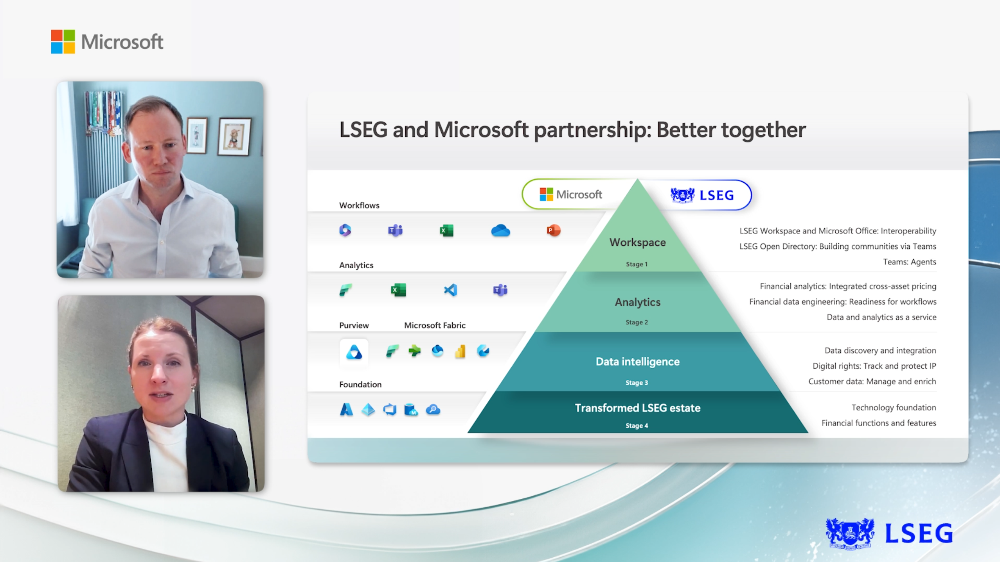 Microsoft
LSEG and Microsoft partnership: Better together
Microsoft
LSEG
Workflows
T
X
P
Workspace
Stage 1
LSEG Workspace and Microsoft Office: Interoperability
LSEG Open Directory: Building communities via Teams
Teams: Agents
Analytics
X
T
Analytics
Stage 2
Financial analytics: Integrated cross-asset pricing
Financial data engineering: Readiness for workflows
Data and analytics as a service
Purview
Microsoft Fabric
Data intelligence
Stage 3
Data discovery and integration
Digital rights: Track and protect IP
Customer data: Manage and enrich
Foundation
M
Transformed LSEG estate
Stage 4
Technology foundation
Financial functions and features
LSEG